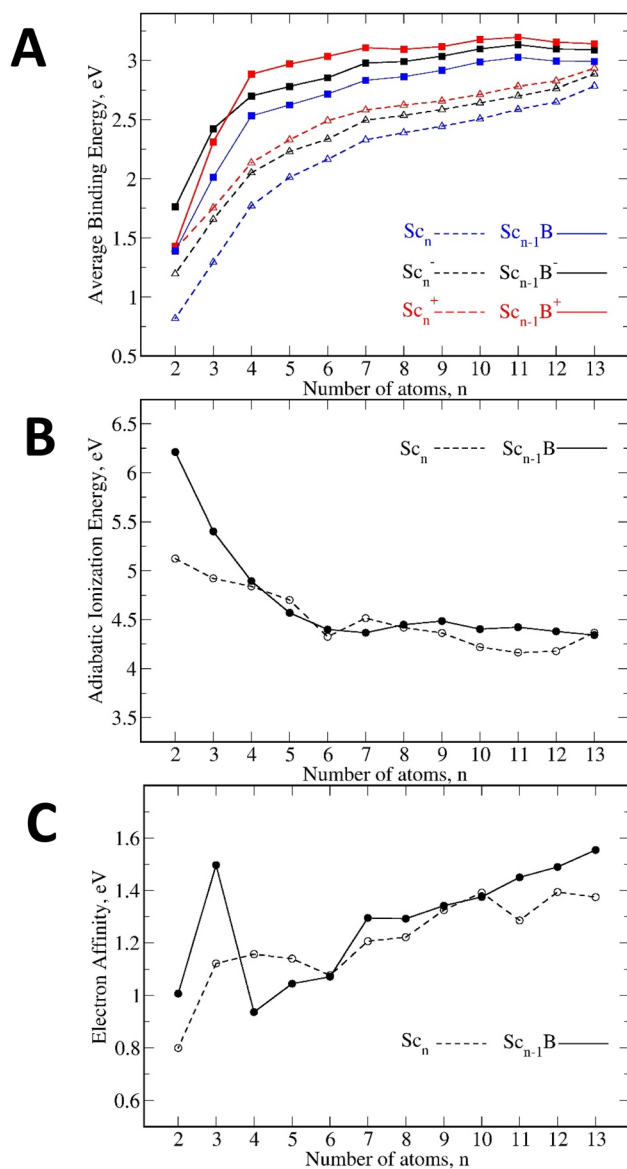 A
Average Binding Energy, eV
3
2.5
2
1.5
1
0.5
Scₙ Scₙ₋₁B
Scₙ⁻ Scₙ₋₁B⁻
Scₙ⁺ Scₙ₋₁B⁺
2 3 4 5 6 7 8 9 10 11 12 13
Number of atoms, n
B
Adiabatic Ionization Energy, eV
6.5
6
5.5
5
4.5
4
3.5
Scₙ Scₙ₋₁B
2 3 4 5 6 7 8 9 10 11 12 13
Number of atoms, n
C
Electron Affinity, eV
1.6
1.4
1.2
1
0.8
0.6
Scₙ Scₙ₋₁B
2 3 4 5 6 7 8 9 10 11 12 13
Number of atoms, n